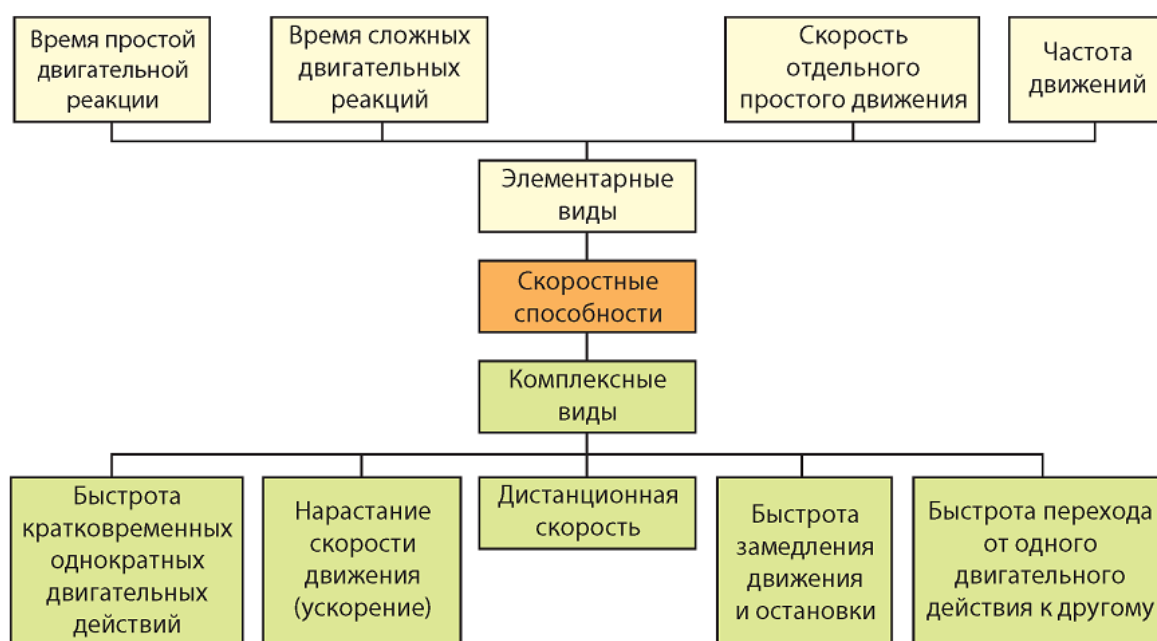 Время простой
двигательной
реакции
Время сложных
двигательных
реакций
Скорость
отдельного
простого движения
Частота
движений
Элементарные
виды
Скоростные
способности
Комплексные
виды
Быстрота
кратковременных
однократных
двигательных
действий
Нарастание
скорости
движения
(ускорение)
Дистанционная
скорость
Быстрота
замедления
движения
и остановки
Быстрота перехода
от одного
двигательного
действия к другому